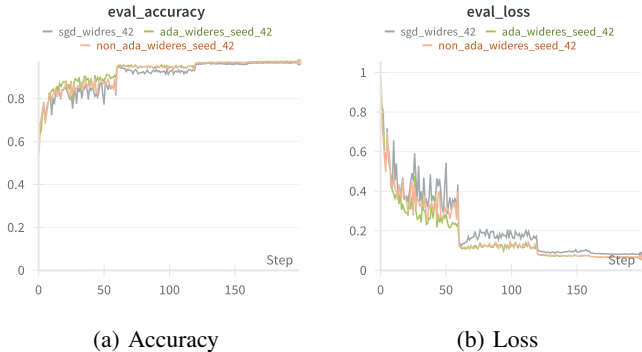 eval_accuracy
sgd_widres_42 ada_wideres_seed_42
non_ada_wideres_seed_42
0.8
0.6
0.4
0.2
0
Step
0 50 100 150
(a) Accuracy
eval_loss
sgd_widres_42 ada_wideres_seed_42
non_ada_wideres_seed_42
1
0.8
0.6
0.4
0.2
0
Step
0 50 100 150
(b) Loss